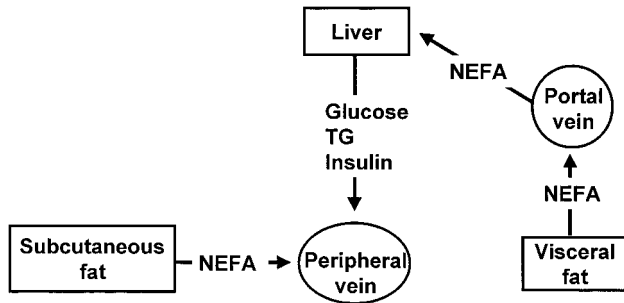 Liver
NEFA
Portal
vein
Glucose
TG
Insulin
NEFA
Subcutaneous
fat
NEFA
Peripheral
vein
Visceral
fat